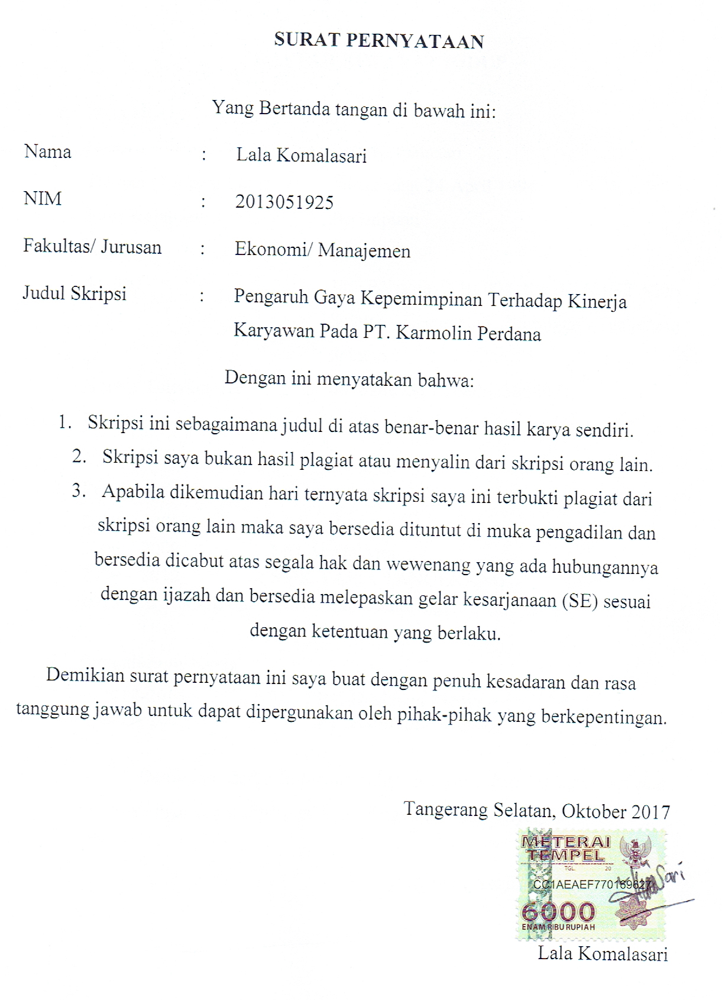 SURAT PERNYATAAN
Yang Bertanda tangan di bawah ini:
Nama : Lala Komalasari
NIM : 2013051925
Fakultas/ Jurusan : Ekonomi/ Manajemen
Judul Skripsi : Pengaruh Gaya Kepemimpinan Terhadap Kinerja
Karyawan Pada PT. Karmolin Perdana
Dengan ini menyatakan bahwa:
1. Skripsi ini sebagaimana judul di atas benar-benar hasil karya sendiri.
2. Skripsi saya bukan hasil plagiat atau menyalin dari skripsi orang lain.
3. Apabila dikemudian hari ternyata skripsi saya ini terbukti plagiat dari
skripsi orang lain maka saya bersedia dituntut di muka pengadilan dan
bersedia dicabut atas segala hak dan wewenang yang ada hubungannya
dengan ijazah dan bersedia melepaskan gelar kesarjanaan (SE) sesuai
dengan ketentuan yang berlaku.
Demikian surat pernyataan ini saya buat dengan penuh kesadaran dan rasa
tanggung jawab untuk dapat dipergunakan oleh pihak-pihak yang berkepentingan.
Tangerang Selatan, Oktober 2017
METERAI
TEMPEL
TGL. 20
CC1AEAEF770169627
6000
ENAM RIBU RUPIAH
Lala Komalasari